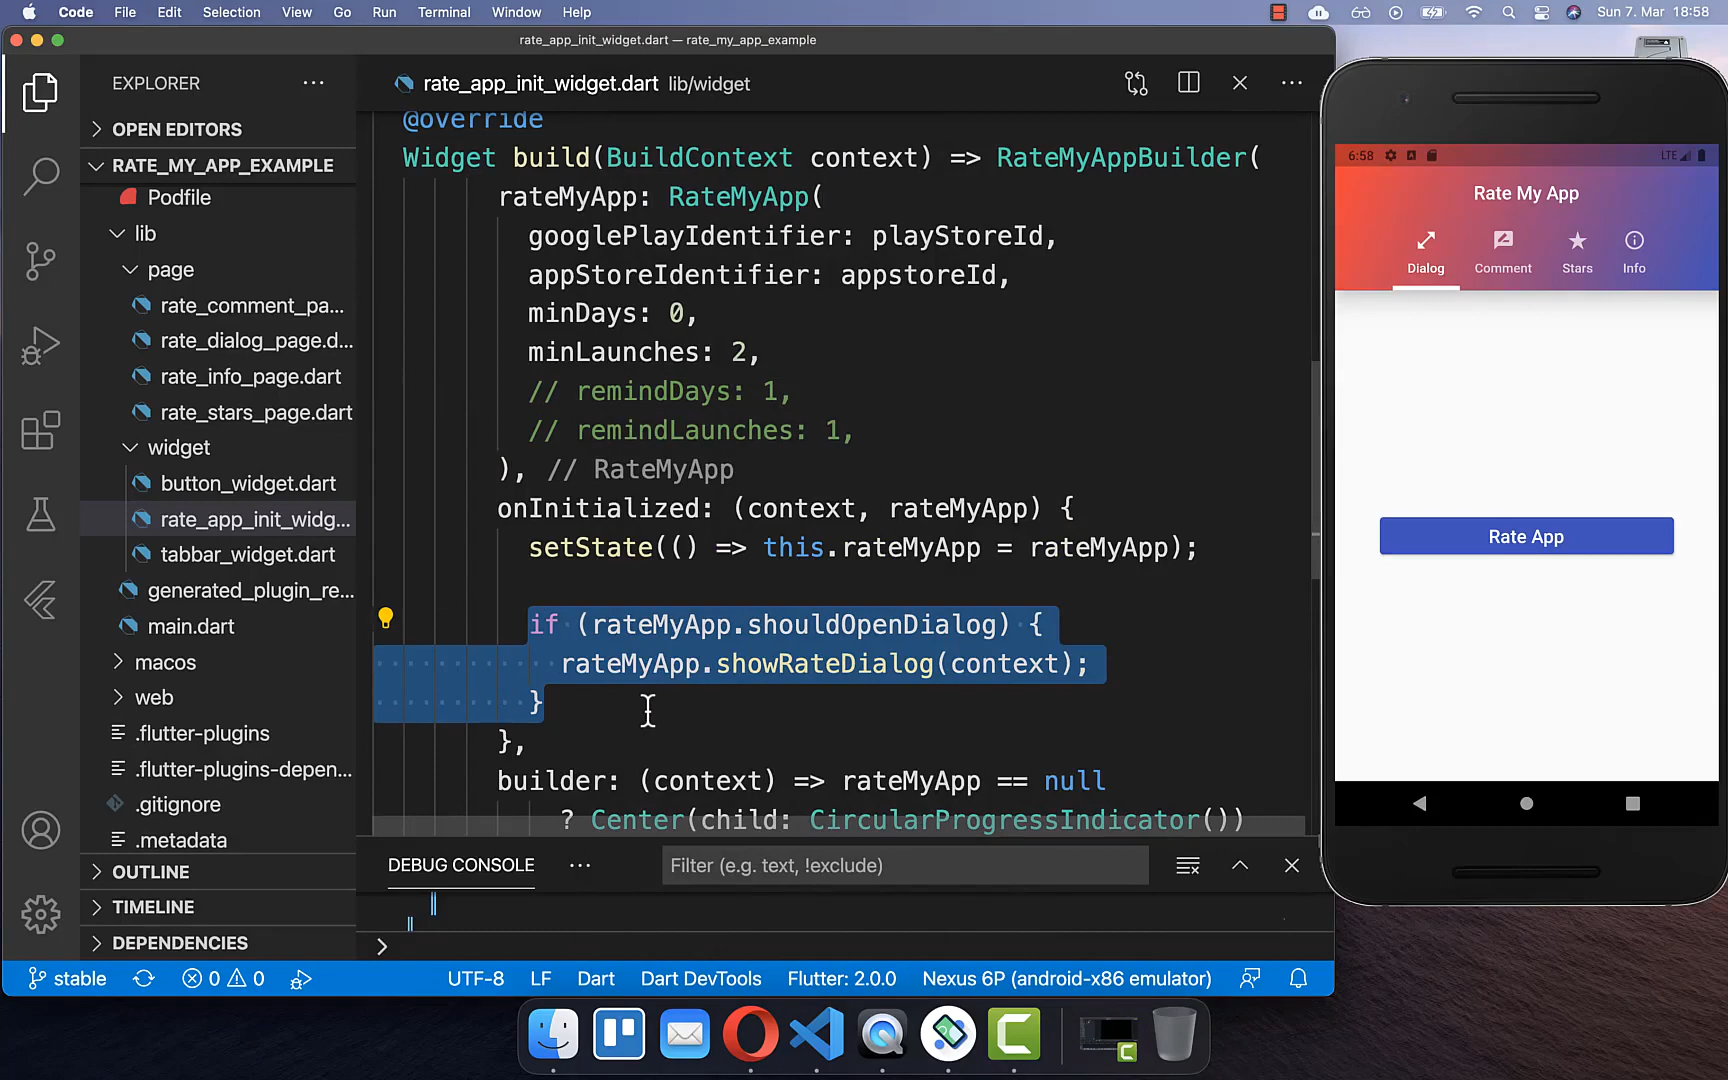 Code File Edit Selection View Go Run Terminal Window Help
Sun 7. Mar 18:58
rate_app_init_widget.dart — rate_my_app_example
EXPLORER
OPEN EDITORS
RATE_MY_APP_EXAMPLE
Podfile
lib
page
rate_comment_pa...
rate_dialog_page.d...
rate_info_page.dart
rate_stars_page.dart
widget
button_widget.dart
rate_app_init_widg...
tabbar_widget.dart
generated_plugin_re...
main.dart
macos
web
.flutter-plugins
.flutter-plugins-depen...
.gitignore
.metadata
OUTLINE
TIMELINE
DEPENDENCIES
rate_app_init_widget.dart lib/widget
@override
Widget build(BuildContext context) => RateMyAppBuilder(
rateMyApp: RateMyApp(
googlePlayIdentifier: playStoreId,
appStoreIdentifier: appstoreId,
minDays: 0,
minLaunches: 2,
// remindDays: 1,
// remindLaunches: 1,
), // RateMyApp
onInitialized: (context, rateMyApp) {
setState(() => this.rateMyApp = rateMyApp);
if (rateMyApp.shouldOpenDialog) {
rateMyApp.showRateDialog(context);
}
},
builder: (context) => rateMyApp == null
? Center(child: CircularProgressIndicator())
DEBUG CONSOLE
Filter (e.g. text, !exclude)
stable
0
0
UTF-8 LF Dart Dart DevTools Flutter: 2.0.0 Nexus 6P (android-x86 emulator)
6:58
LTE
Rate My App
Dialog Comment Stars Info
Rate App